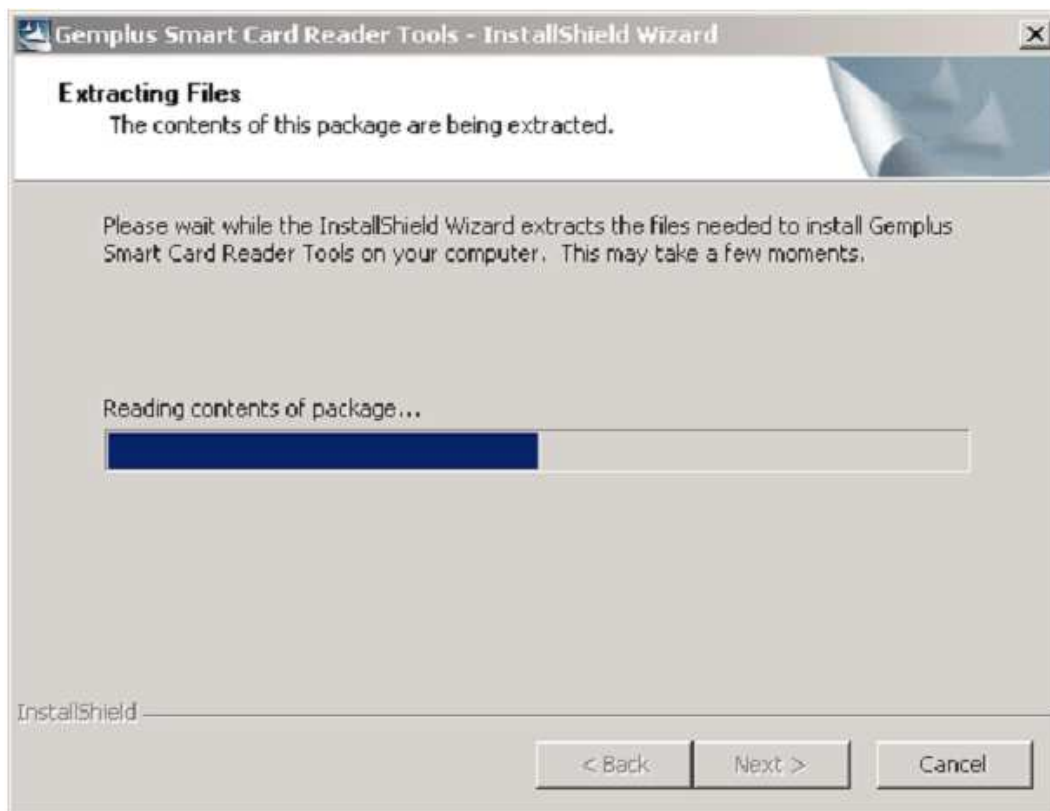 Gemplus Smart Card Reader Tools - InstallShield Wizard
Extracting Files
The contents of this package are being extracted.
Please wait while the InstallShield Wizard extracts the files needed to install Gemplus
Smart Card Reader Tools on your computer.  This may take a few moments.
Reading contents of package...
InstallShield
< Back
Next >
Cancel